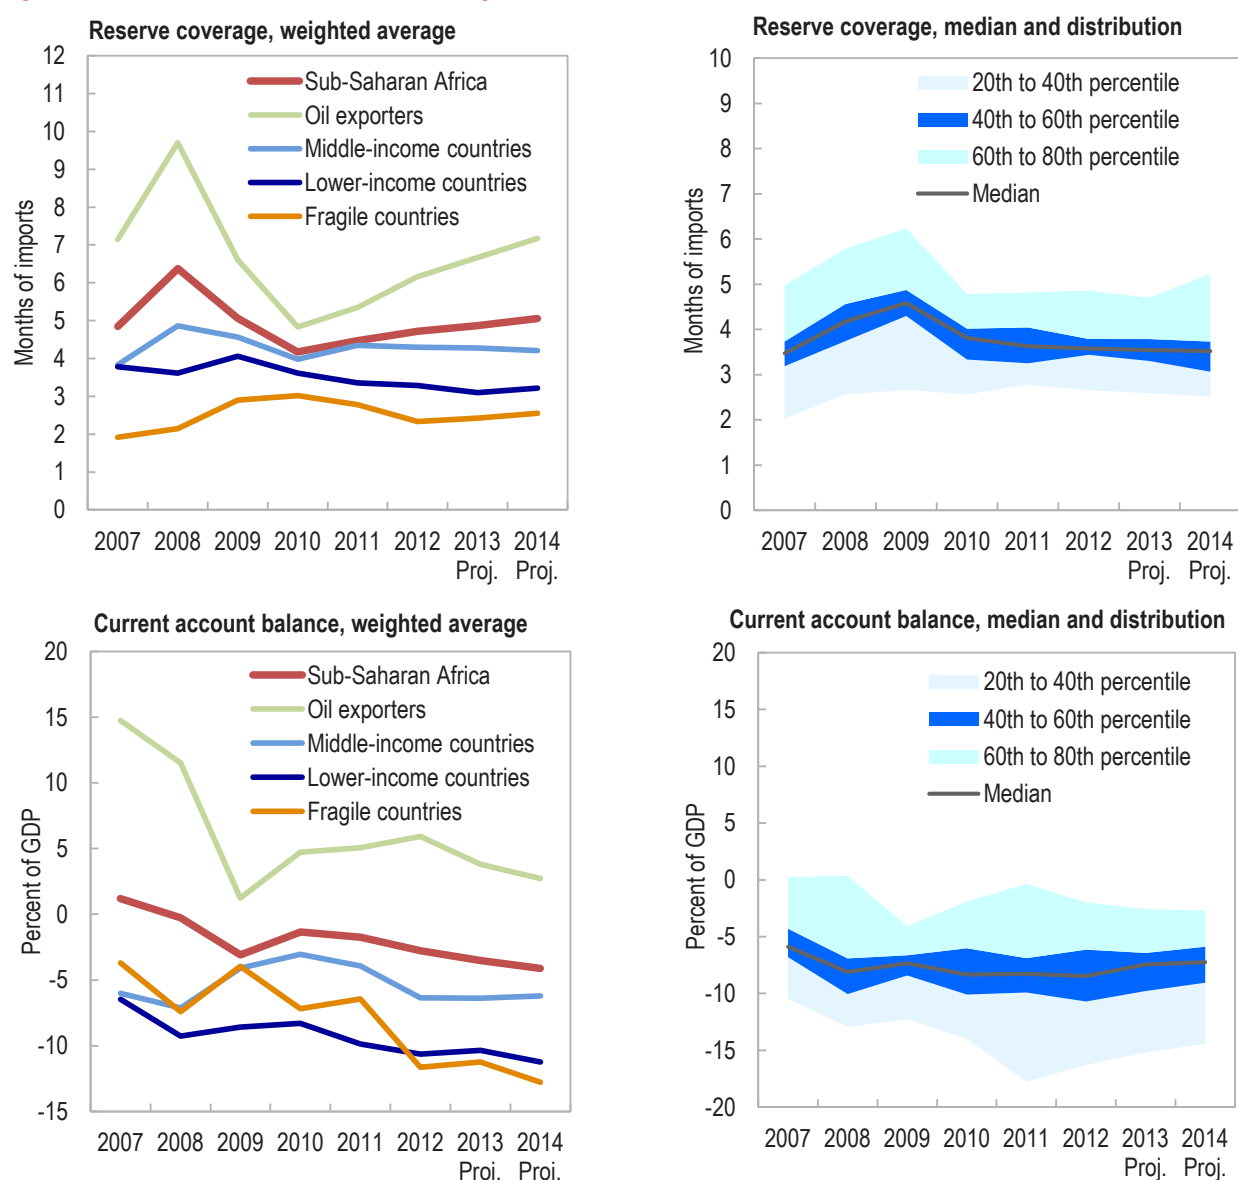 Reserve coverage, weighted average
Months of imports
12
11
10
9
8
7
6
5
4
3
2
1
0
Sub-Saharan Africa
Oil exporters
Middle-income countries
Lower-income countries
Fragile countries
2007 2008 2009 2010 2011 2012 2013 2014
Proj. Proj.
Reserve coverage, median and distribution
Months of imports
10
9
8
7
6
5
4
3
2
1
0
20th to 40th percentile
40th to 60th percentile
60th to 80th percentile
Median
2007 2008 2009 2010 2011 2012 2013 2014
Proj. Proj.
Current account balance, weighted average
Percent of GDP
20
15
10
5
0
-5
-10
-15
Sub-Saharan Africa
Oil exporters
Middle-income countries
Lower-income countries
Fragile countries
2007 2008 2009 2010 2011 2012 2013 2014
Proj. Proj.
Current account balance, median and distribution
Percent of GDP
20
15
10
5
0
-5
-10
-15
-20
20th to 40th percentile
40th to 60th percentile
60th to 80th percentile
Median
2007 2008 2009 2010 2011 2012 2013 2014
Proj. Proj.